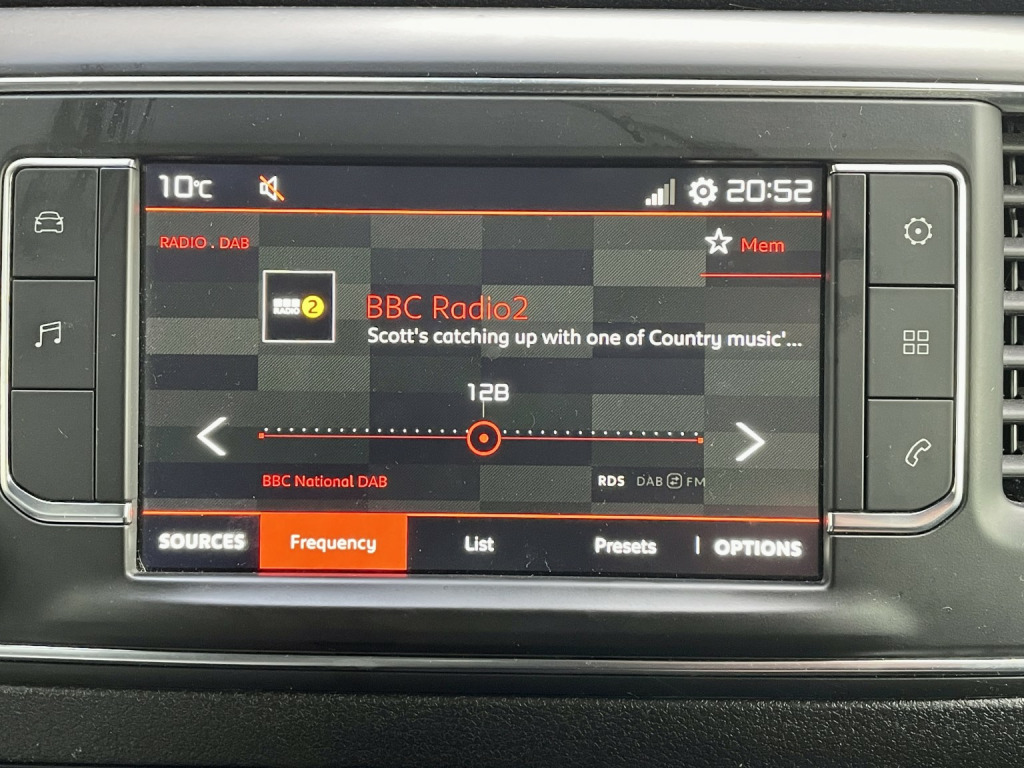 10°C 20:52
RADIO . DAB
Mem
BBC RADIO 2
BBC Radio2
Scott's catching up with one of Country music'...
128
BBC National DAB RDS DAB FM
SOURCES Frequency List Presets OPTIONS